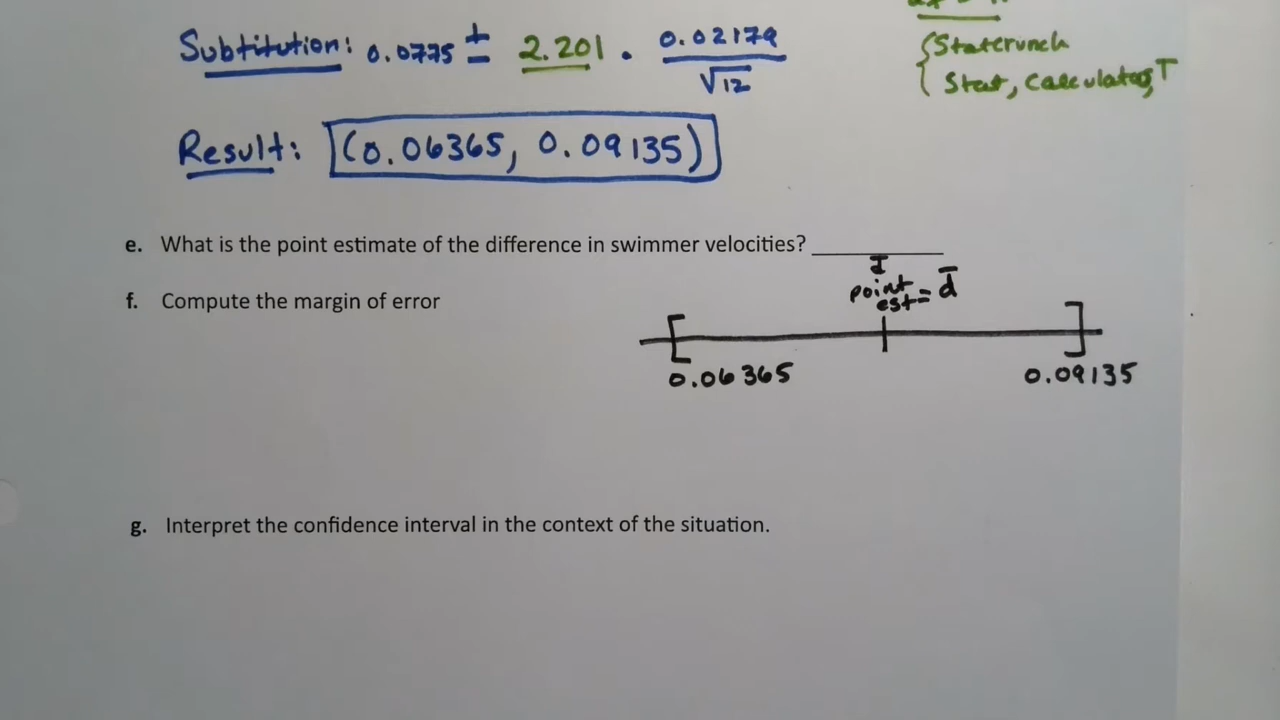 Subtitution: 0.0775 ± 2.201 · 0.02179
√12
{Statcrunch
Stat, Calculators, T
Result: (0.06365, 0.09135)
e. What is the point estimate of the difference in swimmer velocities? __________
point
est = d̄
f. Compute the margin of error
0.06365
0.09135
g. Interpret the confidence interval in the context of the situation.